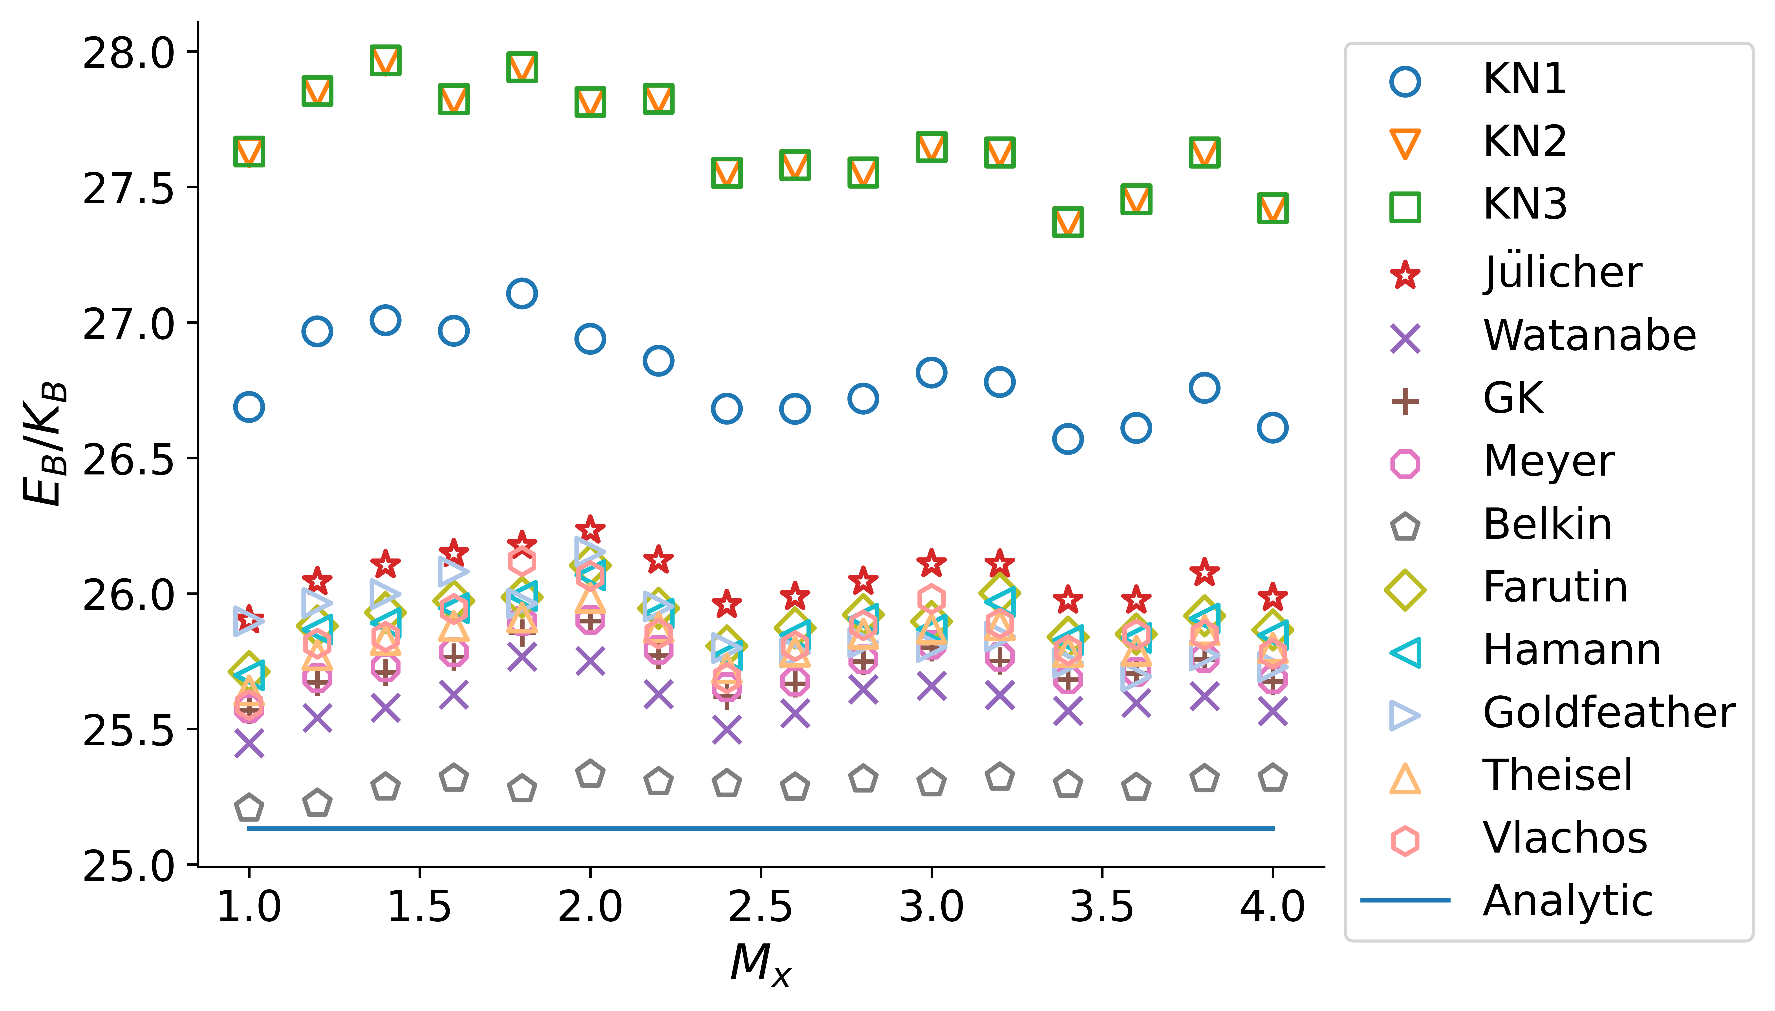 28.0
27.5
27.0
26.5
26.0
25.5
25.0
E_B/K_B
1.0 1.5 2.0 2.5 3.0 3.5 4.0
M_x
KN1
KN2
KN3
Jülicher
Watanabe
GK
Meyer
Belkin
Farutin
Hamann
Goldfeather
Theisel
Vlachos
Analytic